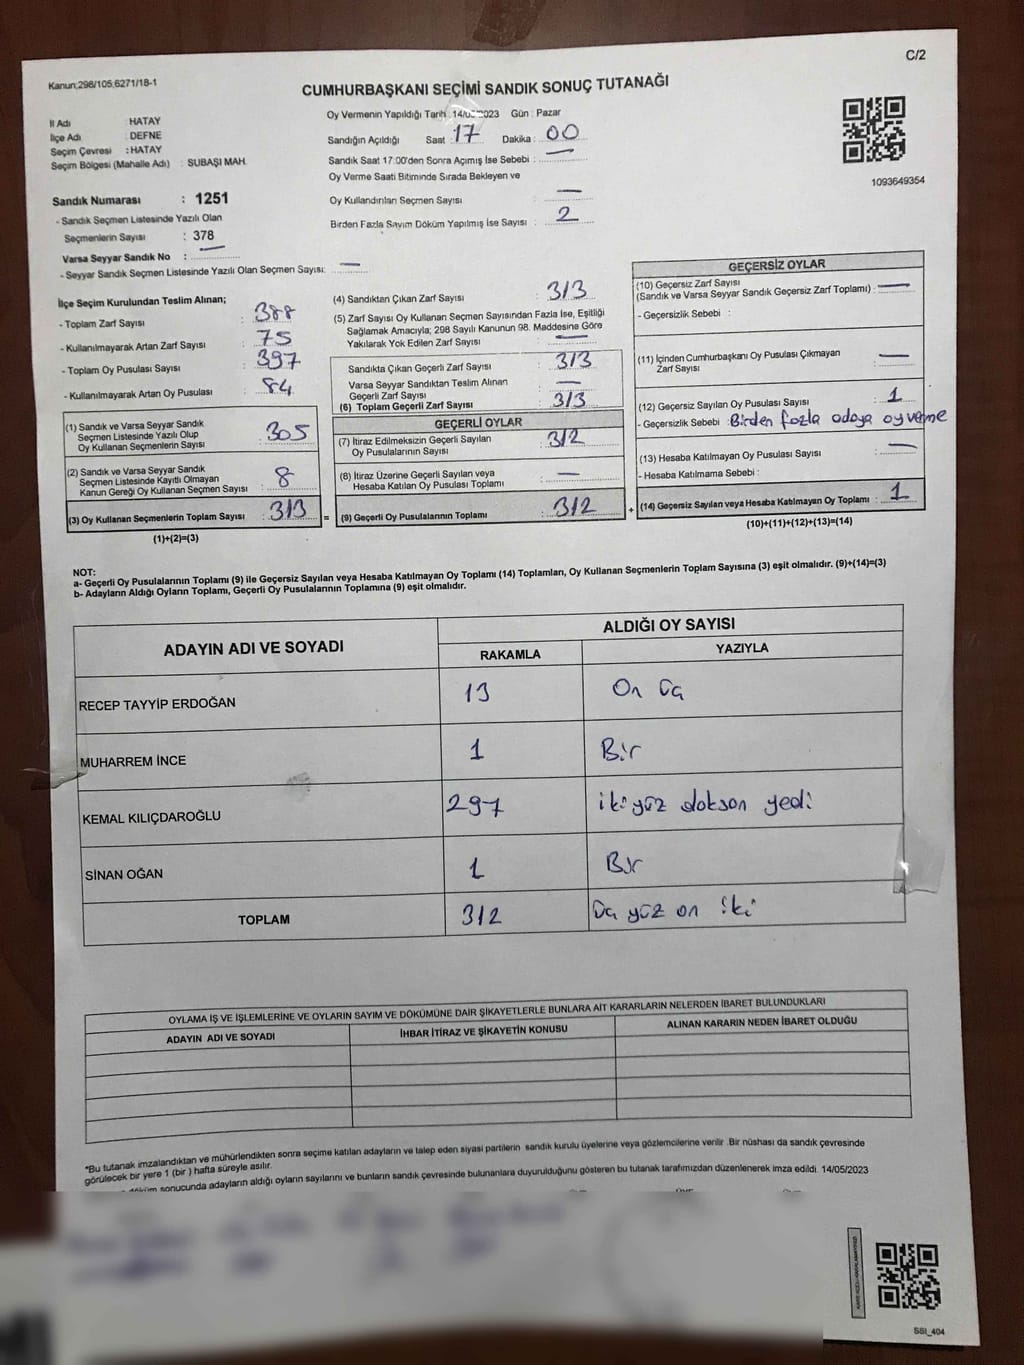 C/2
Kanun;298/105,6271/18-1
CUMHURBAŞKANI SEÇİMİ SANDIK SONUÇ TUTANAĞI
İl Adı HATAY
İlçe Adı : DEFNE
Seçim Çevresi : HATAY
Seçim Bölgesi (Mahalle Adı) : SUBAŞI MAH.
Oy Vermenin Yapıldığı Tarih : 14/05/2023 Gün : Pazar
Sandığın Açıldığı Saat : 17 Dakika : 00
Sandık Saat 17:00'den Sonra Açımış İse Sebebi : —
Oy Verme Saati Bitiminde Sırada Bekleyen ve
Oy Kullandırılan Seçmen Sayısı —
Birden Fazla Sayım Döküm Yapılmış İse Sayısı : 2
1093649354
Sandık Numarası : 1251
- Sandık Seçmen Listesinde Yazılı Olan
Seçmenlerin Sayısı : 378
Varsa Seyyar Sandık No : —
- Seyyar Sandık Seçmen Listesinde Yazılı Olan Seçmen Sayısı: —
İlçe Seçim Kurulundan Teslim Alınan;
- Toplam Zarf Sayısı : 388
- Kullanılmayarak Artan Zarf Sayısı : 75
- Toplam Oy Pusulası Sayısı : 397
- Kullanılmayarak Artan Oy Pusulası : 84
(1) Sandık ve Varsa Seyyar Sandık
Seçmen Listesinde Yazılı Olup
Oy Kullanan Seçmenlerin Sayısı : 305
(2) Sandık ve Varsa Seyyar Sandık
Seçmen Listesinde Kayıtlı Olmayan
Kanun Gereği Oy Kullanan Seçmen Sayısı : 8
(3) Oy Kullanan Seçmenlerin Toplam Sayısı : 313
(1)+(2)=(3)
=
(4) Sandıktan Çıkan Zarf Sayısı : 313
(5) Zarf Sayısı Oy Kullanan Seçmen Sayısından Fazla İse, Eşitliği
Sağlamak Amacıyla; 298 Sayılı Kanunun 98. Maddesine Göre
Yakılarak Yok Edilen Zarf Sayısı : —
Sandıkta Çıkan Geçerli Zarf Sayısı : 313
Varsa Seyyar Sandıktan Teslim Alınan
Geçerli Zarf Sayısı : —
(6) Toplam Geçerli Zarf Sayısı : 313
GEÇERLİ OYLAR
(7) İtiraz Edilmeksizin Geçerli Sayılan
Oy Pusulalarının Sayısı : 312
(8) İtiraz Üzerine Geçerli Sayılan veya
Hesaba Katılan Oy Pusulası Toplamı : —
(9) Geçerli Oy Pusulalarının Toplamı : 312
+
GEÇERSİZ OYLAR
(10) Geçersiz Zarf Sayısı
(Sandık ve Varsa Seyyar Sandık Geçersiz Zarf Toplamı) : —
- Geçersizlik Sebebi :
(11) İçinden Cumhurbaşkanı Oy Pusulası Çıkmayan
Zarf Sayısı : —
(12) Geçersiz Sayılan Oy Pusulası Sayısı : 1
- Geçersizlik Sebebi : Birden fazla adaya oy verme
(13) Hesaba Katılmayan Oy Pusulası Sayısı : —
- Hesaba Katılmama Sebebi :
(14) Geçersiz Sayılan veya Hesaba Katılmayan Oy Toplamı : 1
(10)+(11)+(12)+(13)=(14)
NOT:
a- Geçerli Oy Pusulalarının Toplamı (9) ile Geçersiz Sayılan veya Hesaba Katılmayan Oy Toplamı (14) Toplamları, Oy Kullanan Seçmenlerin Toplam Sayısına (3) eşit olmalıdır. (9)+(14)=(3)
b- Adayların Aldığı Oyların Toplamı, Geçerli Oy Pusulalarının Toplamına (9) eşit olmalıdır.
ADAYIN ADI VE SOYADI ALDIĞI OY SAYISI
RAKAMLA YAZIYLA
RECEP TAYYİP ERDOĞAN 13 On üç
MUHARREM İNCE 1 Bir
KEMAL KILIÇDAROĞLU 297 iki yüz doksan yedi
SİNAN OĞAN 1 Bir
TOPLAM 312 üç yüz on iki
OYLAMA İŞ VE İŞLEMLERİNE VE OYLARIN SAYIM VE DÖKÜMÜNE DAİR ŞİKAYETLERLE BUNLARA AİT KARARLARIN NELERDEN İBARET BULUNDUKLARI
ADAYIN ADI VE SOYADI İHBAR İTİRAZ VE ŞİKAYETİN KONUSU ALINAN KARARIN NEDEN İBARET OLDUĞU
*Bu tutanak imzalandıktan ve mühürlendikten sonra seçime katılan adayların ve talep eden siyasi partilerin sandık kurulu üyelerine veya gözlemcilerine verilir. Bir nüshası da sandık çevresinde
görülecek bir yere 1 (bir ) hafta süreyle asılır.
döküm sonucunda adayların aldığı oyların sayılarını ve bunların sandık çevresinde bulunanlara duyurulduğunu gösteren bu tutanak tarafımızdan düzenlenerek imza edildi. 14/05/2023
SSI_404